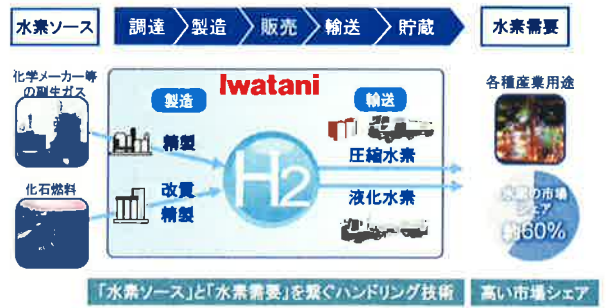 水素ソース
調達
製造
販売
輸送
貯蔵
水素需要
化学メーカー等
の副生ガス
化石燃料
Iwatani
製造
精製
改質
精製
H2
輸送
圧縮水素
液化水素
各種産業用途
水素の市場
シェア
約60%
「水素ソース」と「水素需要」を繋ぐハンドリング技術
高い市場シェア